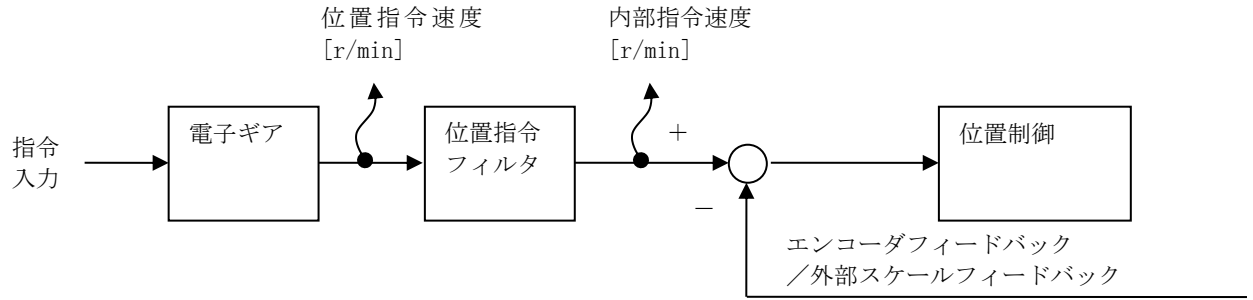 位置指令速度
[r/min]
内部指令速度
[r/min]
指令
入力
電子ギア
位置指令
フィルタ
＋
－
位置制御
エンコーダフィードバック
／外部スケールフィードバック